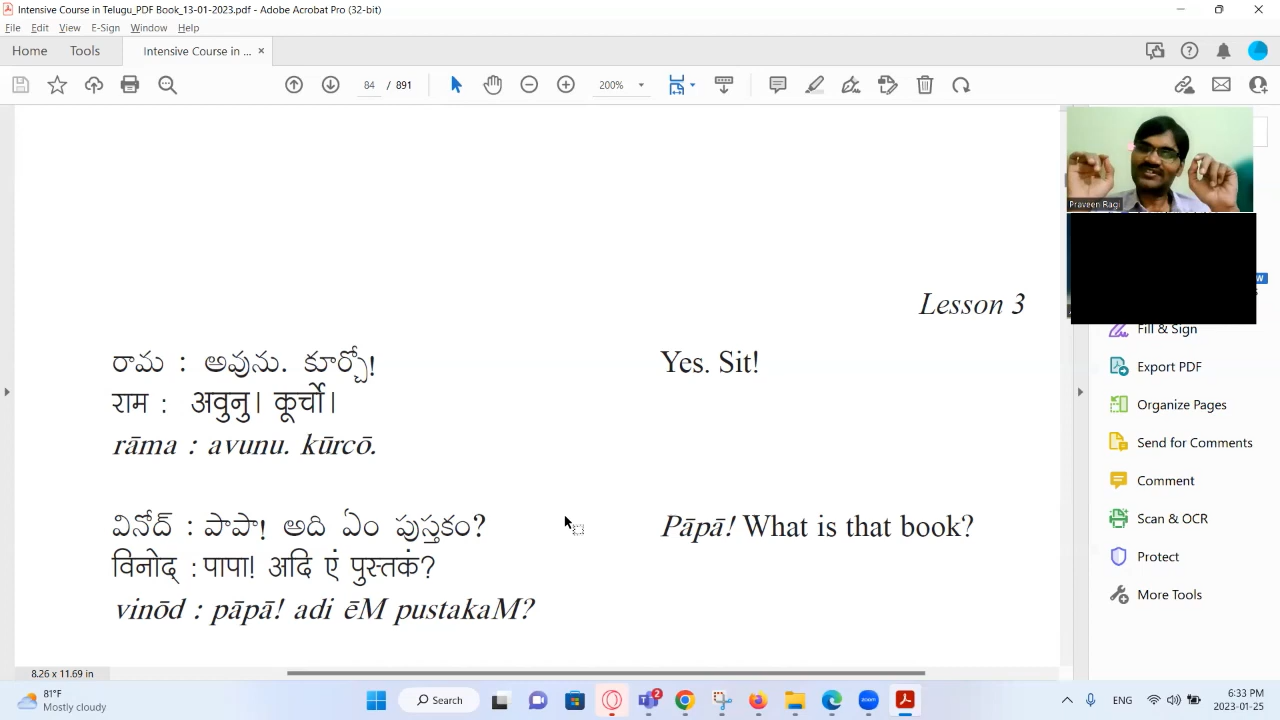 Intensive Course in Telugu_PDF Book_13-01-2023.pdf - Adobe Acrobat Pro (32-bit)
File Edit View E-Sign Window Help
Home Tools Intensive Course in ... ×
84 / 891 200%
Praveen Ragi
Lesson 3
రామ : అవును. కూర్చో! Yes. Sit!
राम : अवुनु। कूर्चो।
rāma : avunu. kūrcō.
వినోద్ : పాపా! అది ఏం పుస్తకం? Pāpā! What is that book?
विनोद् : पापा! अदि एं पुस्तकं?
vinōd : pāpā! adi ēM pustakaM?
Fill & Sign
Export PDF
Organize Pages
Send for Comments
Comment
Scan & OCR
Protect
More Tools
8.26 x 11.69 in
81°F
Mostly cloudy
Search
2
zoom
ENG
6:33 PM
2023-01-25